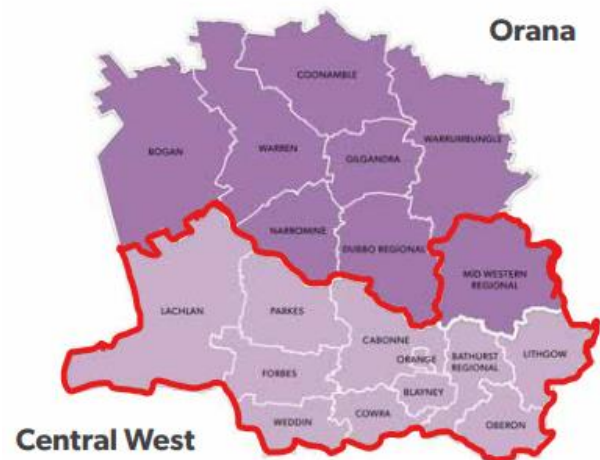 Orana
COONAMBLE
BOGAN
WARREN
GILGANDRA
WARRUMBUNGLE
NARROMINE
DUBBO REGIONAL
MID WESTERN
REGIONAL
LACHLAN
PARKES
CABONNE
ORANGE
BATHURST
REGIONAL
LITHGOW
FORBES
BLAYNEY
WEDDIN
COWRA
OBERON
Central West